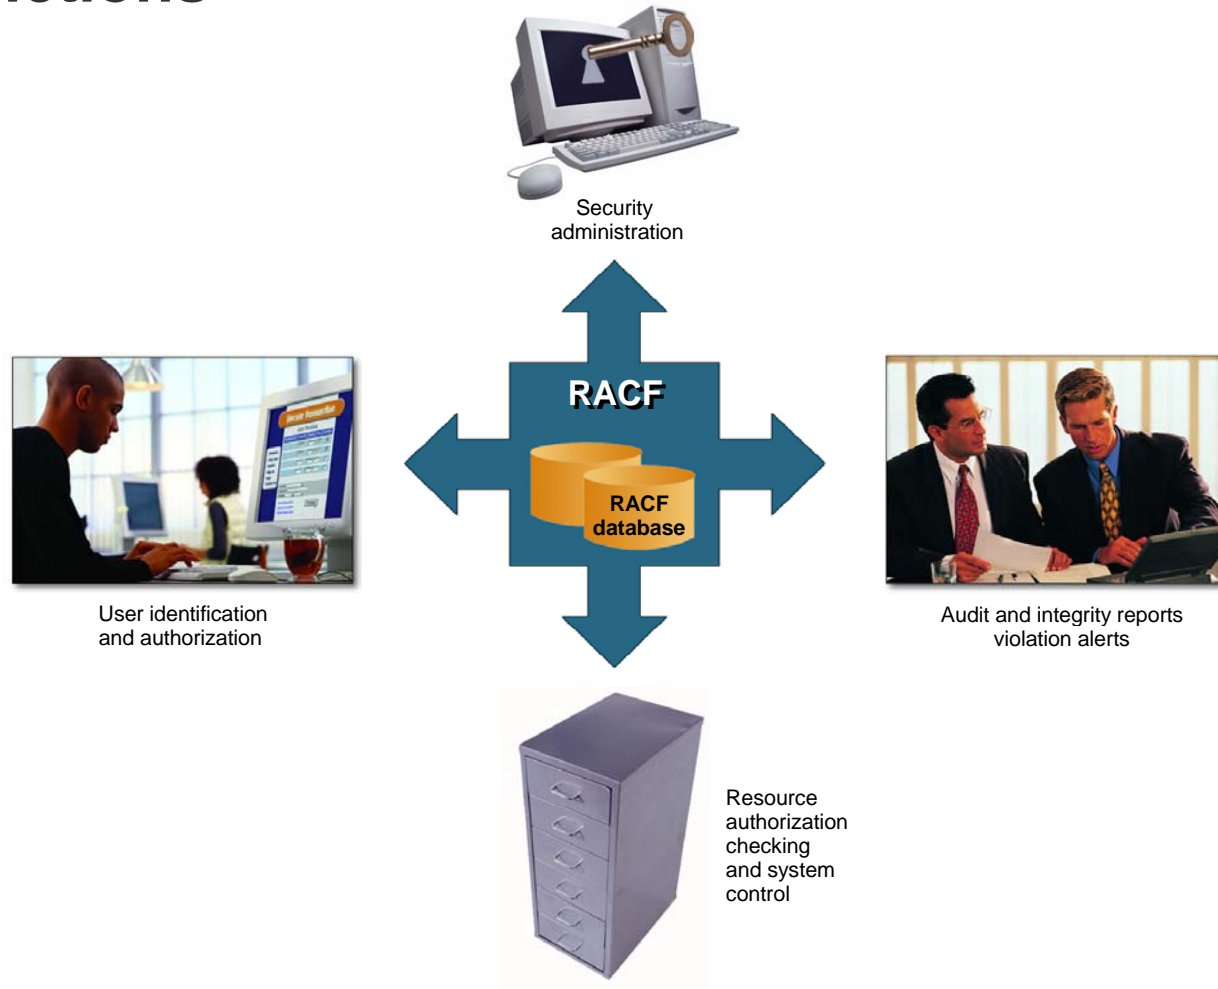 Security
administration
RACF
RACF
database
User identification
and authorization
Audit and integrity reports
violation alerts
Resource
authorization
checking
and system
control